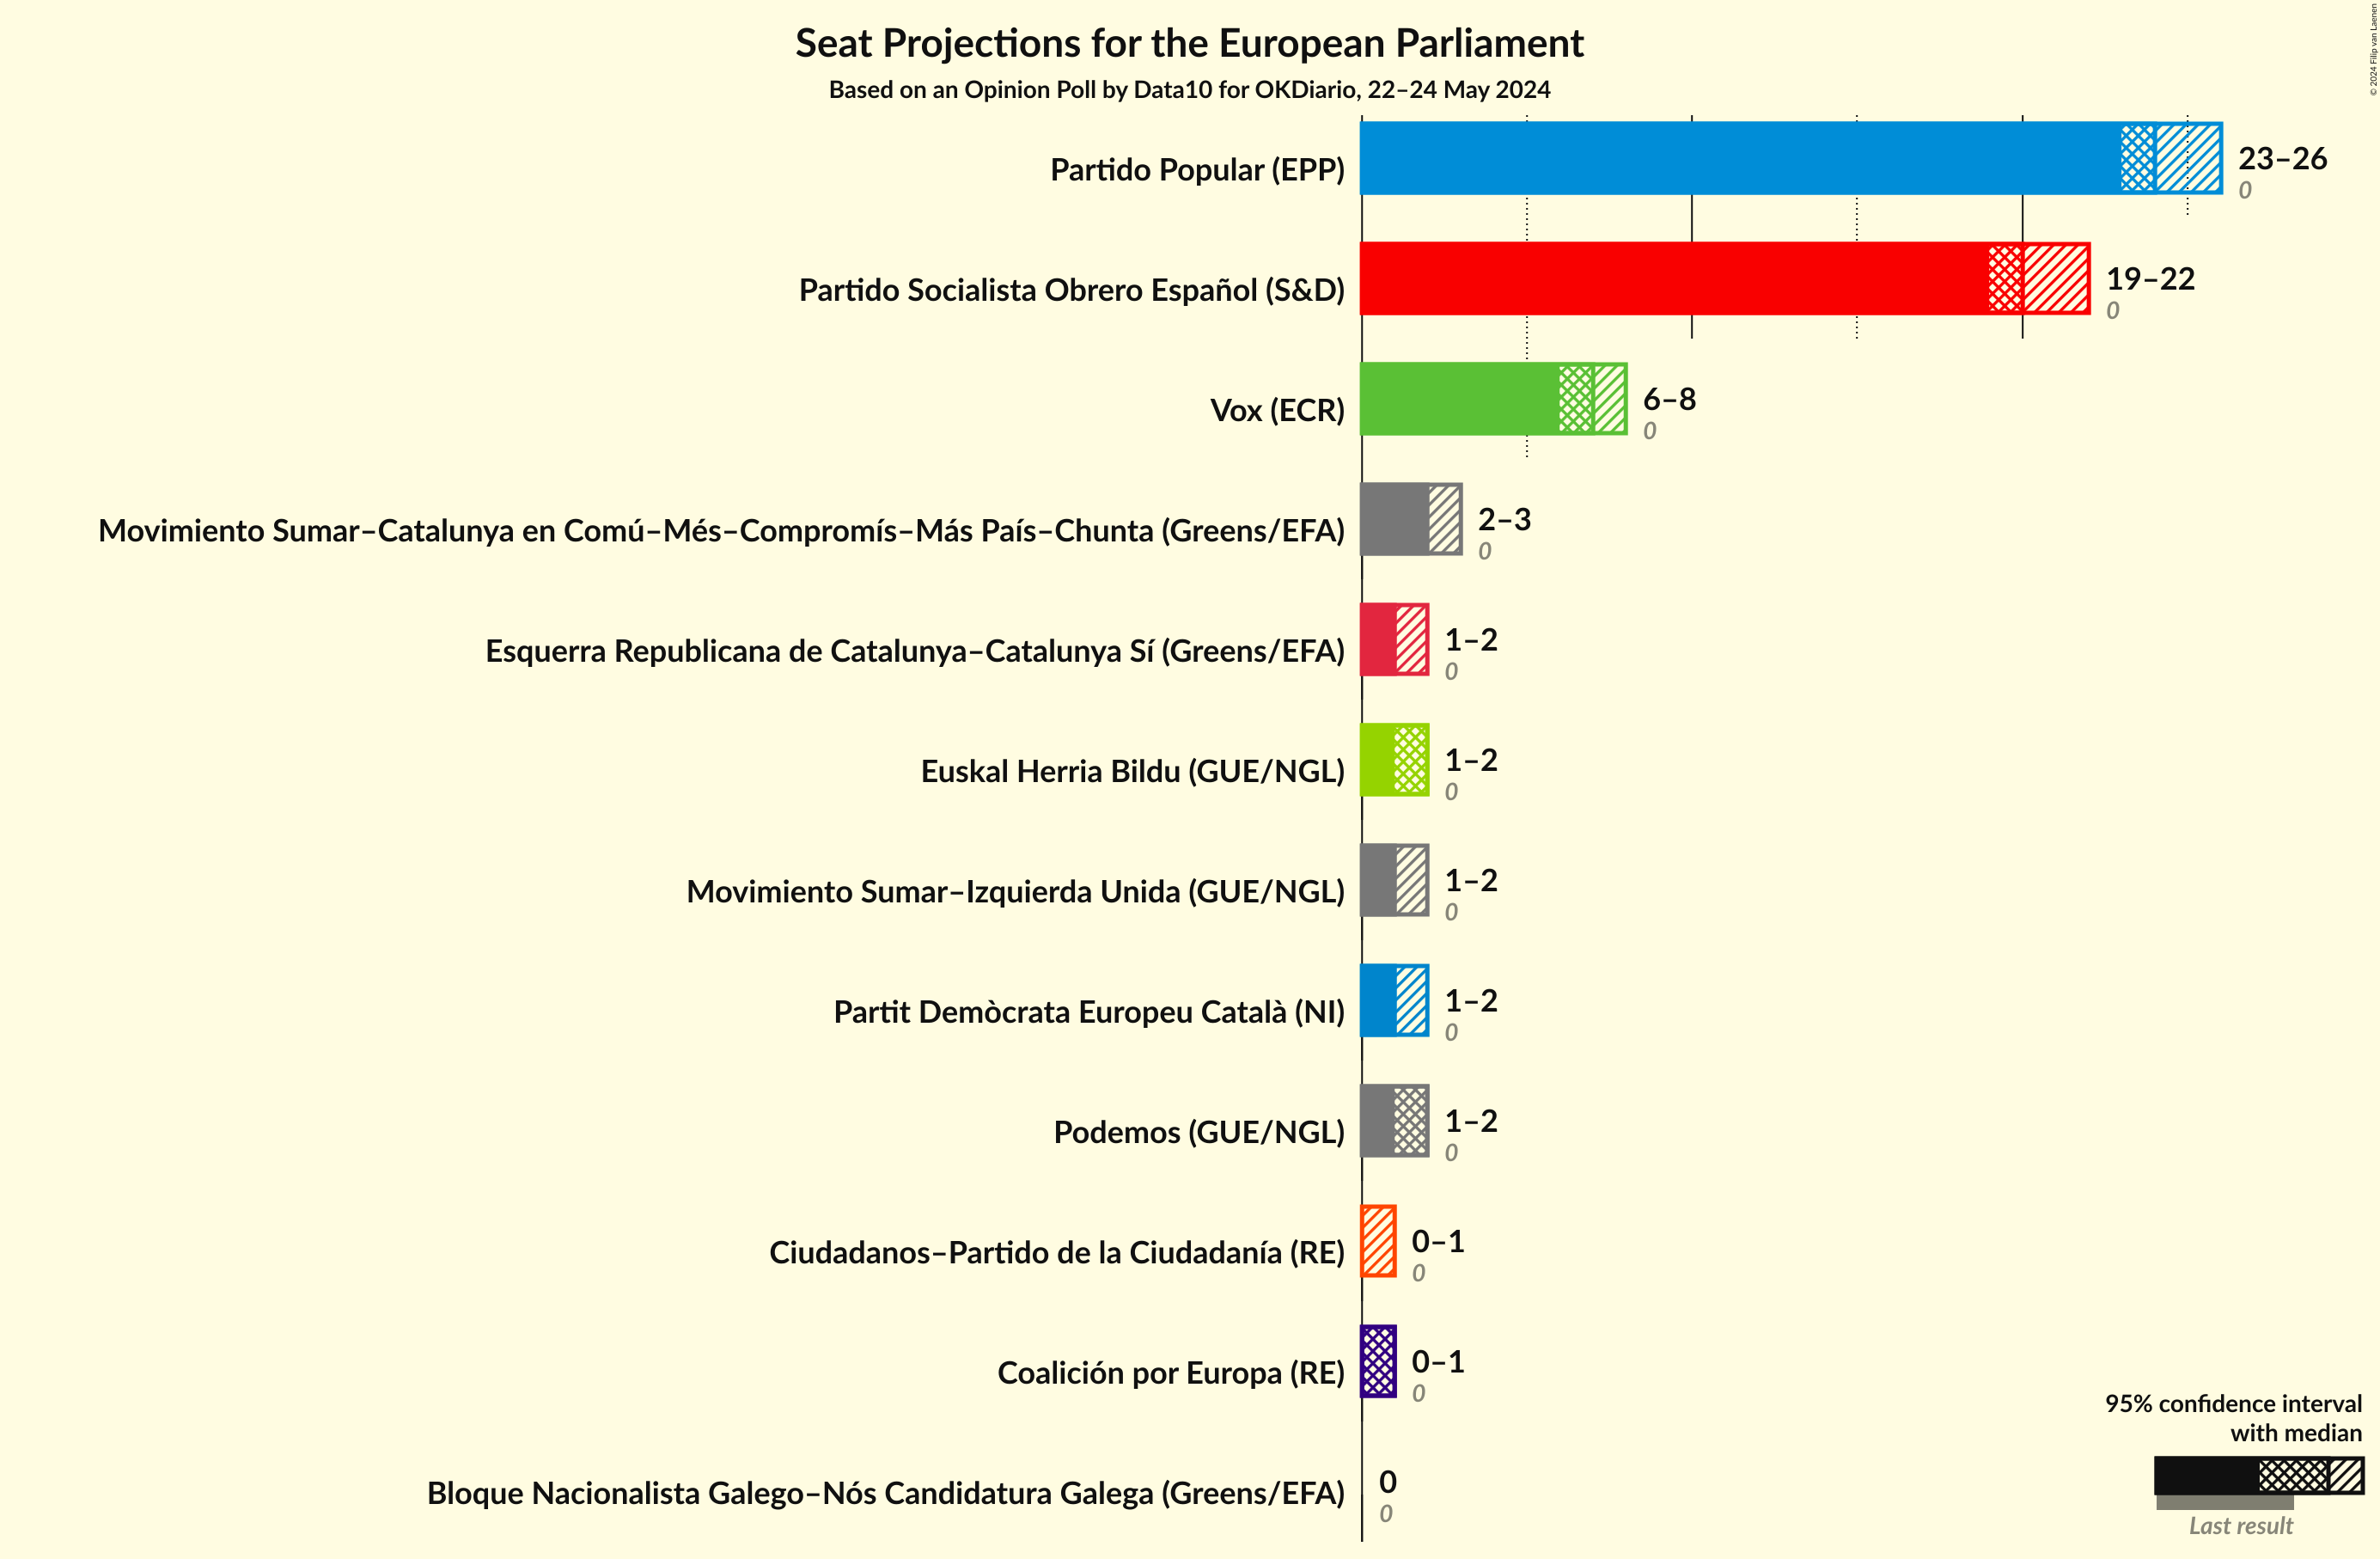 Seat Projections for the European Parliament
Based on an Opinion Poll by Data10 for OKDiario, 22–24 May 2024
© 2024 Filip van Laenen
Partido Popular (EPP)
23–26
0
Partido Socialista Obrero Español (S&D)
19–22
0
Vox (ECR)
6–8
0
Movimiento Sumar–Catalunya en Comú–Més–Compromís–Más País–Chunta (Greens/EFA)
2–3
0
Esquerra Republicana de Catalunya–Catalunya Sí (Greens/EFA)
1–2
0
Euskal Herria Bildu (GUE/NGL)
1–2
0
Movimiento Sumar–Izquierda Unida (GUE/NGL)
1–2
0
Partit Demòcrata Europeu Català (NI)
1–2
0
Podemos (GUE/NGL)
1–2
0
Ciudadanos–Partido de la Ciudadanía (RE)
0–1
0
Coalición por Europa (RE)
0–1
0
Bloque Nacionalista Galego–Nós Candidatura Galega (Greens/EFA)
0
0
95% confidence interval
with median
Last result